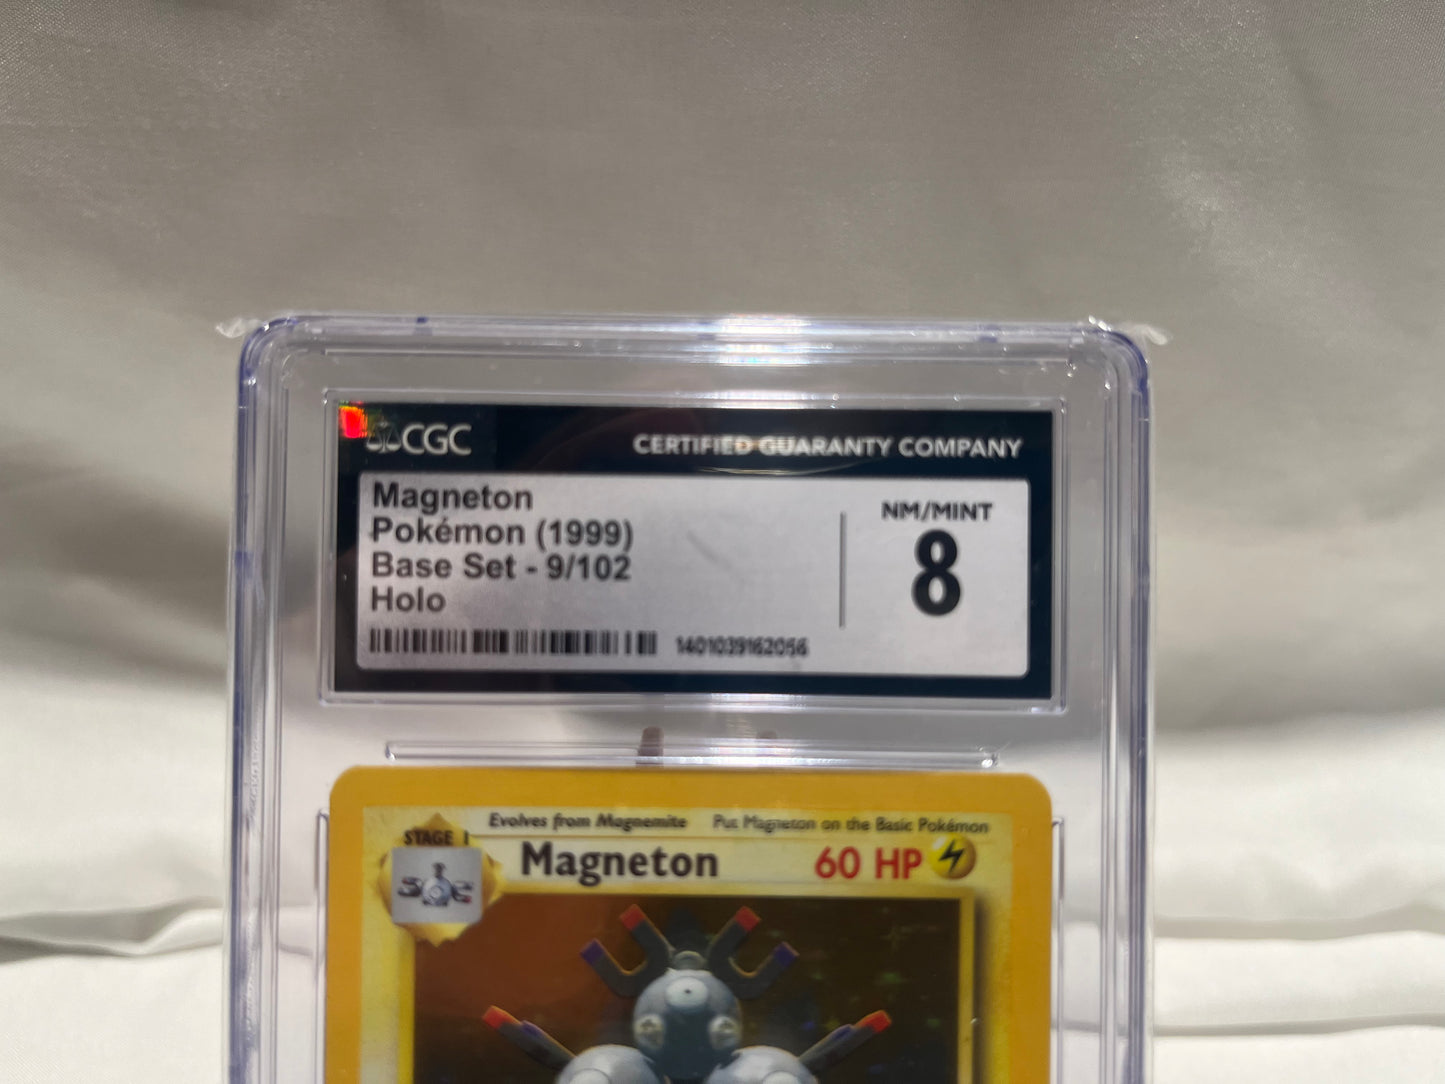 CGC
CERTIFIED GUARANTY COMPANY
Magneton
Pokémon (1999)
Base Set - 9/102
Holo
NM/MINT
8
1401039162056
Evolves from Magnemite
Put Magneton on the Basic Pokémon
STAGE 1
Magneton
60 HP